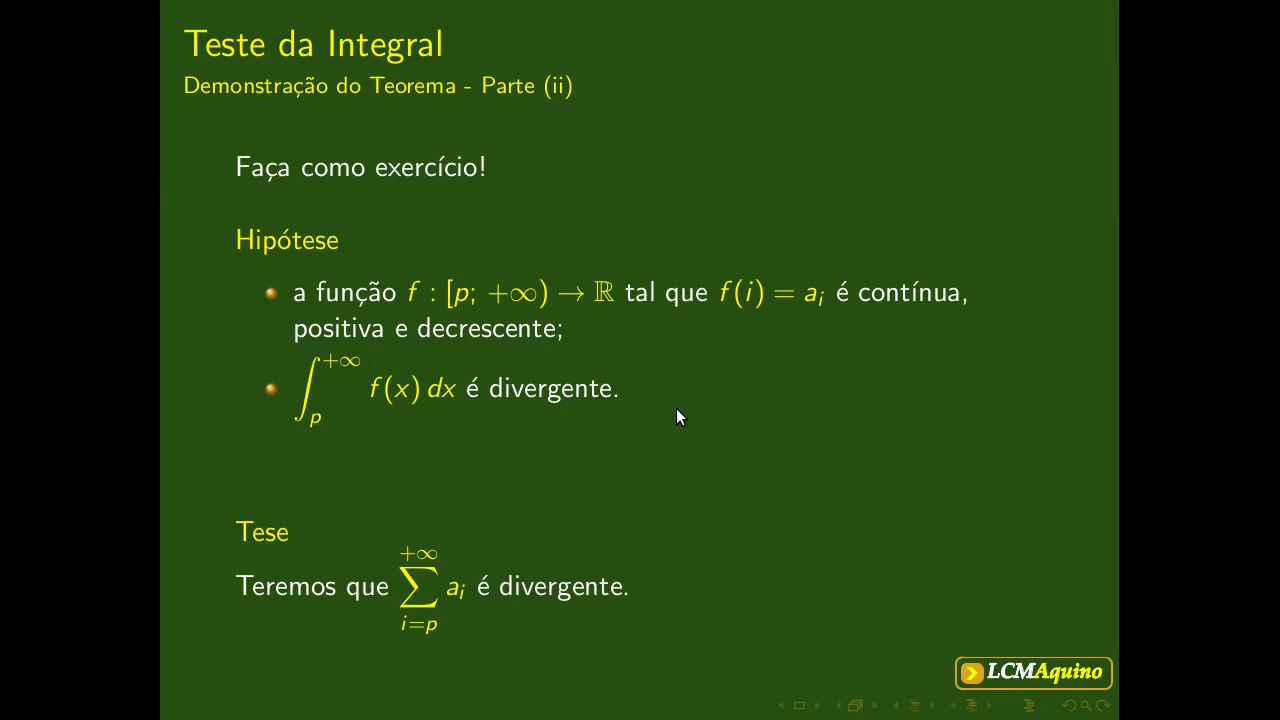 Teste da Integral
Demonstração do Teorema - Parte (ii)
Faça como exercício!
Hipótese
a função f : [p; +∞) → ℝ tal que f(i) = aᵢ é contínua,
positiva e decrescente;
∫ₚ⁺∞ f(x) dx é divergente.
Tese
Teremos que ∑ᵢ₌ₚ⁺∞ aᵢ é divergente.
LCMAquino